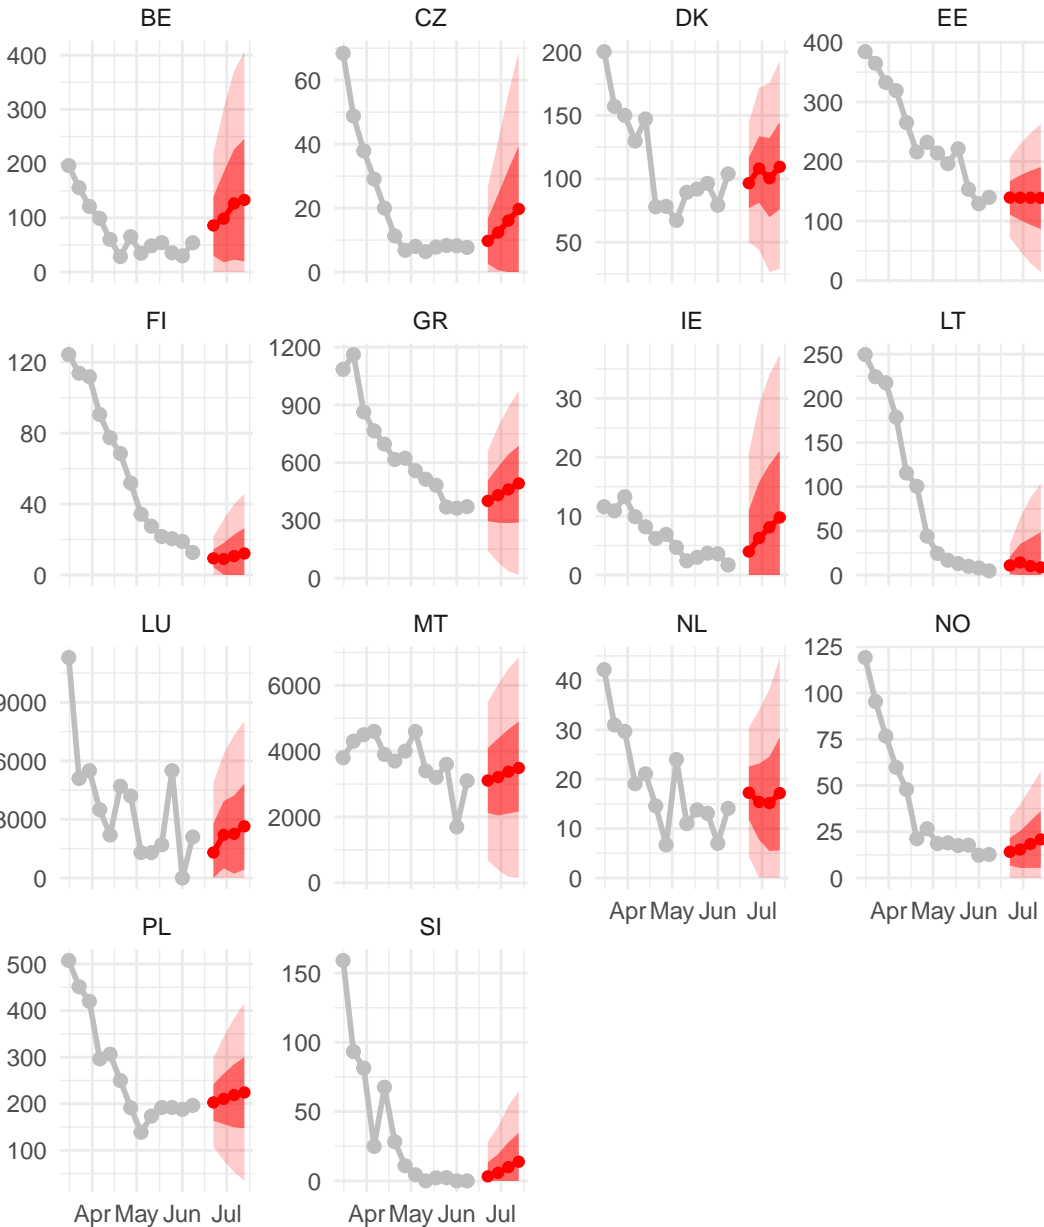 BE CZ DK EE
400 300 200 100 0
60 40 20 0
200 150 100 50
400 300 200 100 0
FI GR IE LT
120 80 40 0
1200 900 600 300 0
30 20 10 0
250 200 150 100 50 0
LU MT NL NO
9000 6000 3000 0
6000 4000 2000 0
40 30 20 10 0
125 100 75 50 25 0
Apr May Jun Jul
Apr May Jun Jul
PL SI
500 400 300 200 100
150 100 50 0
Apr May Jun Jul
Apr May Jun Jul